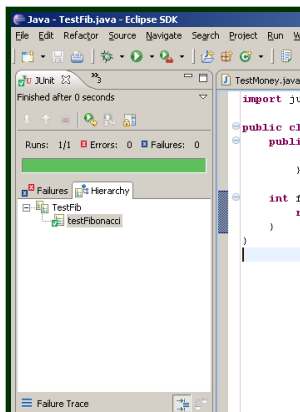 Java - TestFib.java - Eclipse SDK
File Edit Refactor Source Navigate Search Project Run W
JUnit 3 TestMoney.java
Finished after 0 seconds
Runs: 1/1 Errors: 0 Failures: 0
Failures Hierarchy
TestFib
testFibonacci
import ju
public cl
publi
}
int f
r
}
}
Failure Trace